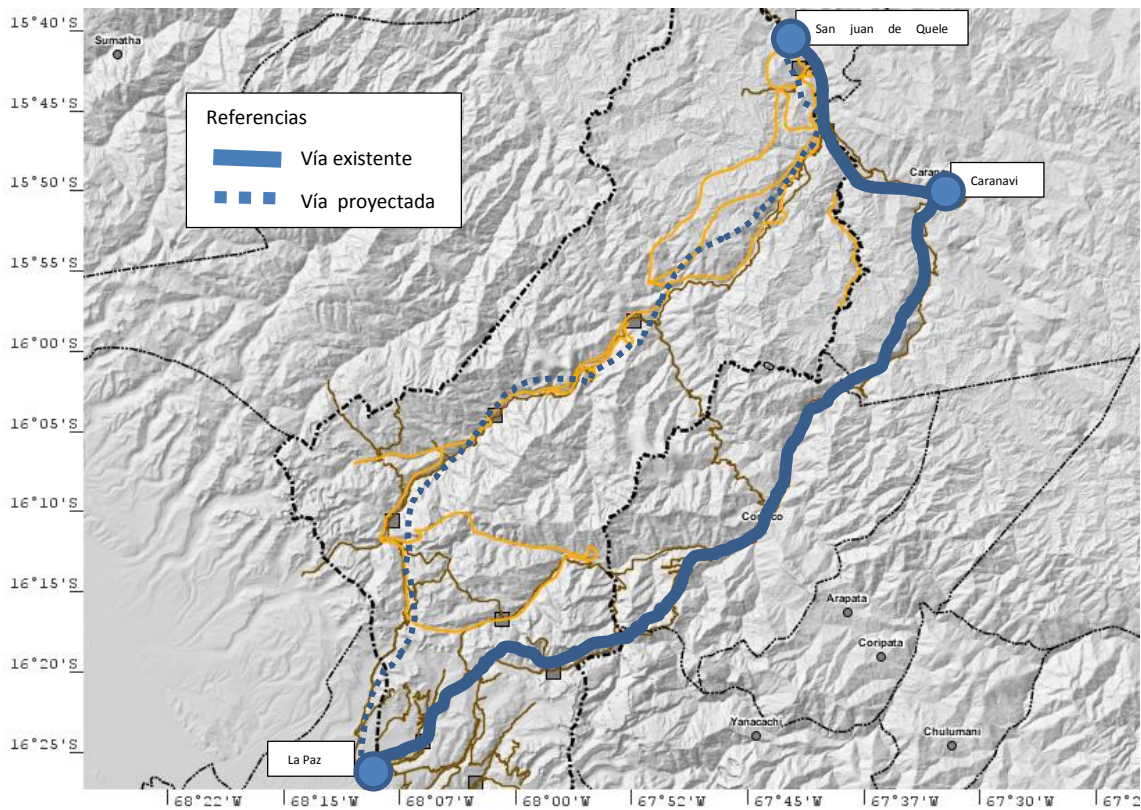 15°40'S
Sumatha
San juan de Quele
15°45'S
Referencias
Vía existente
Vía proyectada
15°50'S
Caranavi
15°55'S
16°00'S
16°05'S
16°10'S
16°15'S
Arapata
Coripata
16°20'S
Yanacachi
Chulumani
16°25'S
La Paz
68°22'W
68°15'W
68°07'W
68°00'W
67°52'W
67°45'W
67°37'W
67°30'W
67°22'W